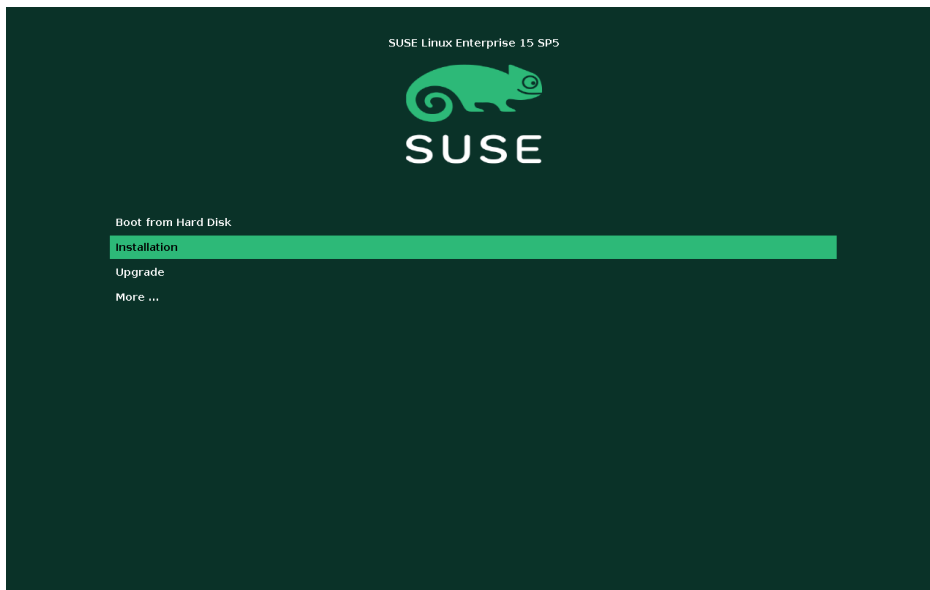 SUSE Linux Enterprise 15 SP5
SUSE
Boot from Hard Disk
Installation
Upgrade
More ...